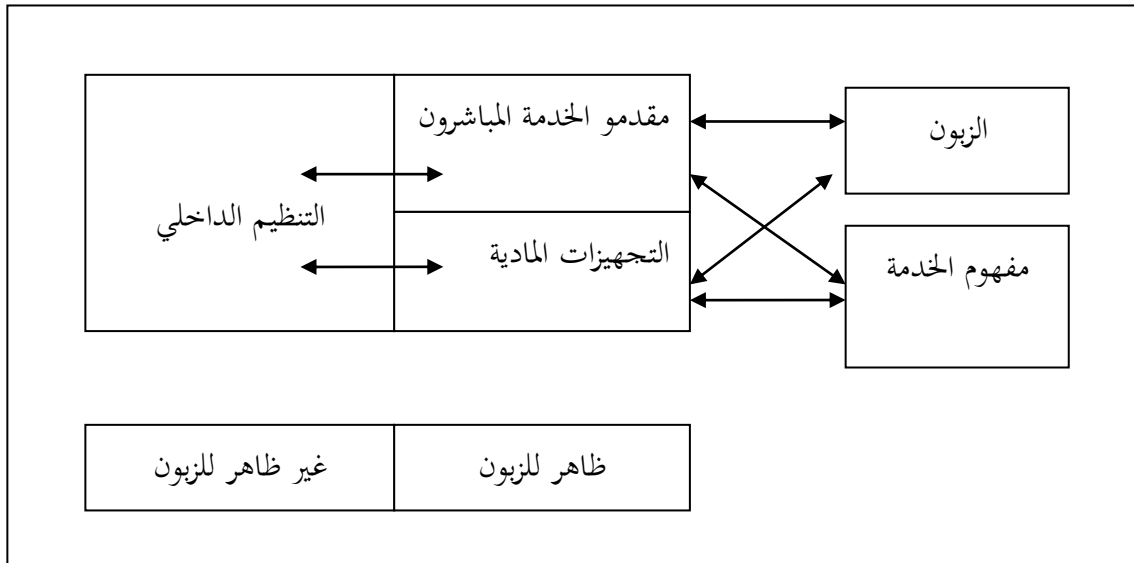 الزبون
مقدمو الخدمة المباشرون
التنظيم الداخلي
مفهوم الخدمة
التجهيزات المادية
ظاهر للزبون
غير ظاهر للزبون